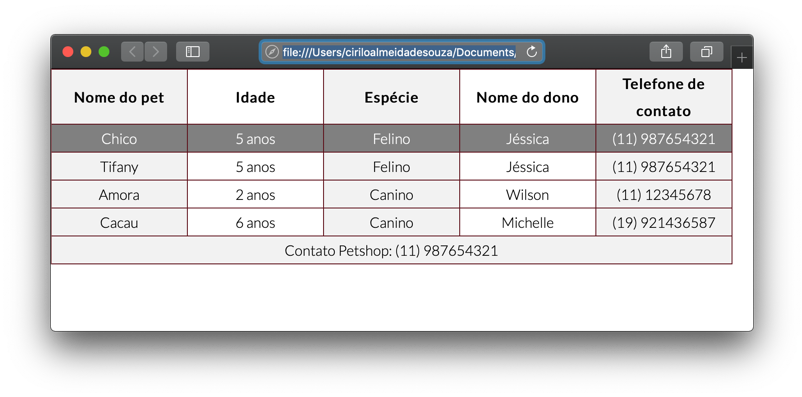 file:///Users/ciriloalmeidadesouza/Documents/
Nome do pet Idade Espécie Nome do dono Telefone de contato
Chico 5 anos Felino Jéssica (11) 987654321
Tifany 5 anos Felino Jéssica (11) 987654321
Amora 2 anos Canino Wilson (11) 12345678
Cacau 6 anos Canino Michelle (19) 921436587
Contato Petshop: (11) 987654321